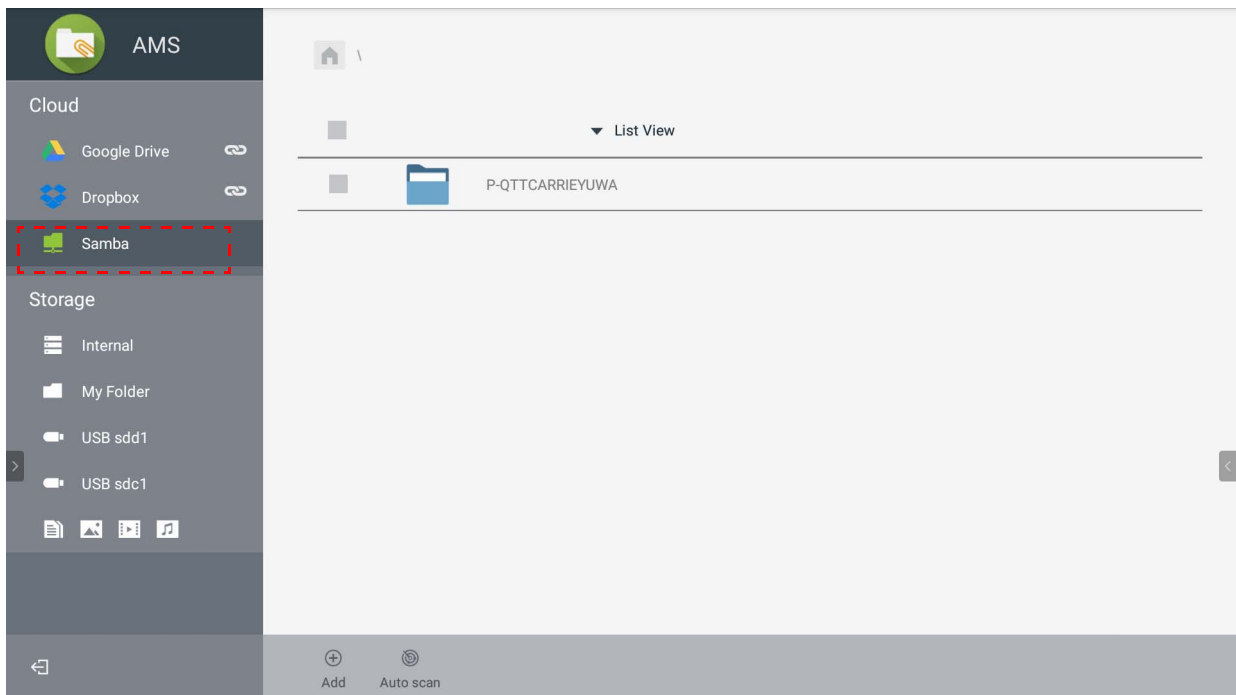 AMS
Cloud
Google Drive
Dropbox
Samba
Storage
Internal
My Folder
USB sdd1
USB sdc1
\
List View
P-QTTCARRIEYUWA
Add
Auto scan